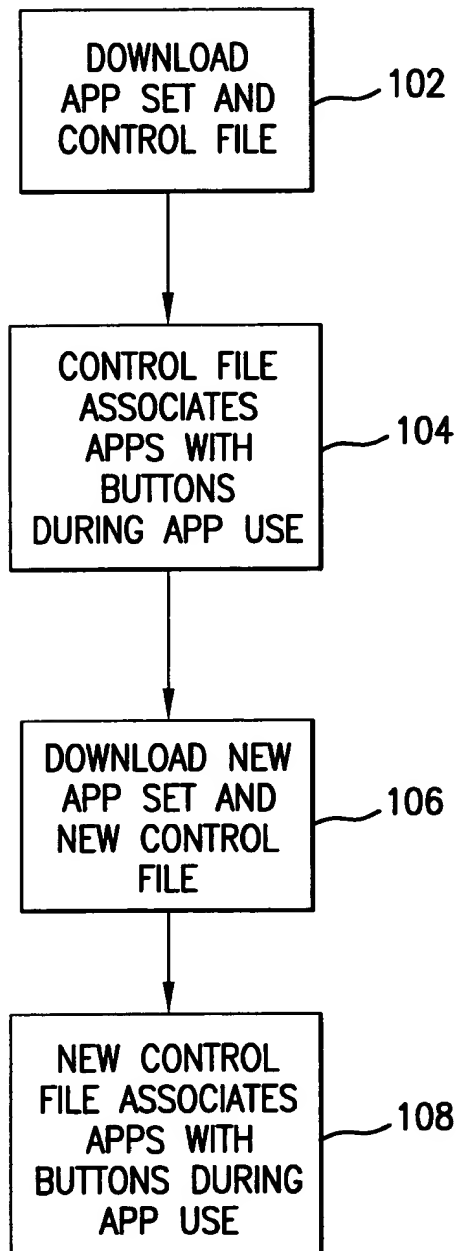 DOWNLOAD
APP SET AND
CONTROL FILE
102
CONTROL FILE
ASSOCIATES
APPS WITH
BUTTONS
DURING APP USE
104
DOWNLOAD NEW
APP SET AND
NEW CONTROL
FILE
106
NEW CONTROL
FILE ASSOCIATES
APPS WITH
BUTTONS DURING
APP USE
108